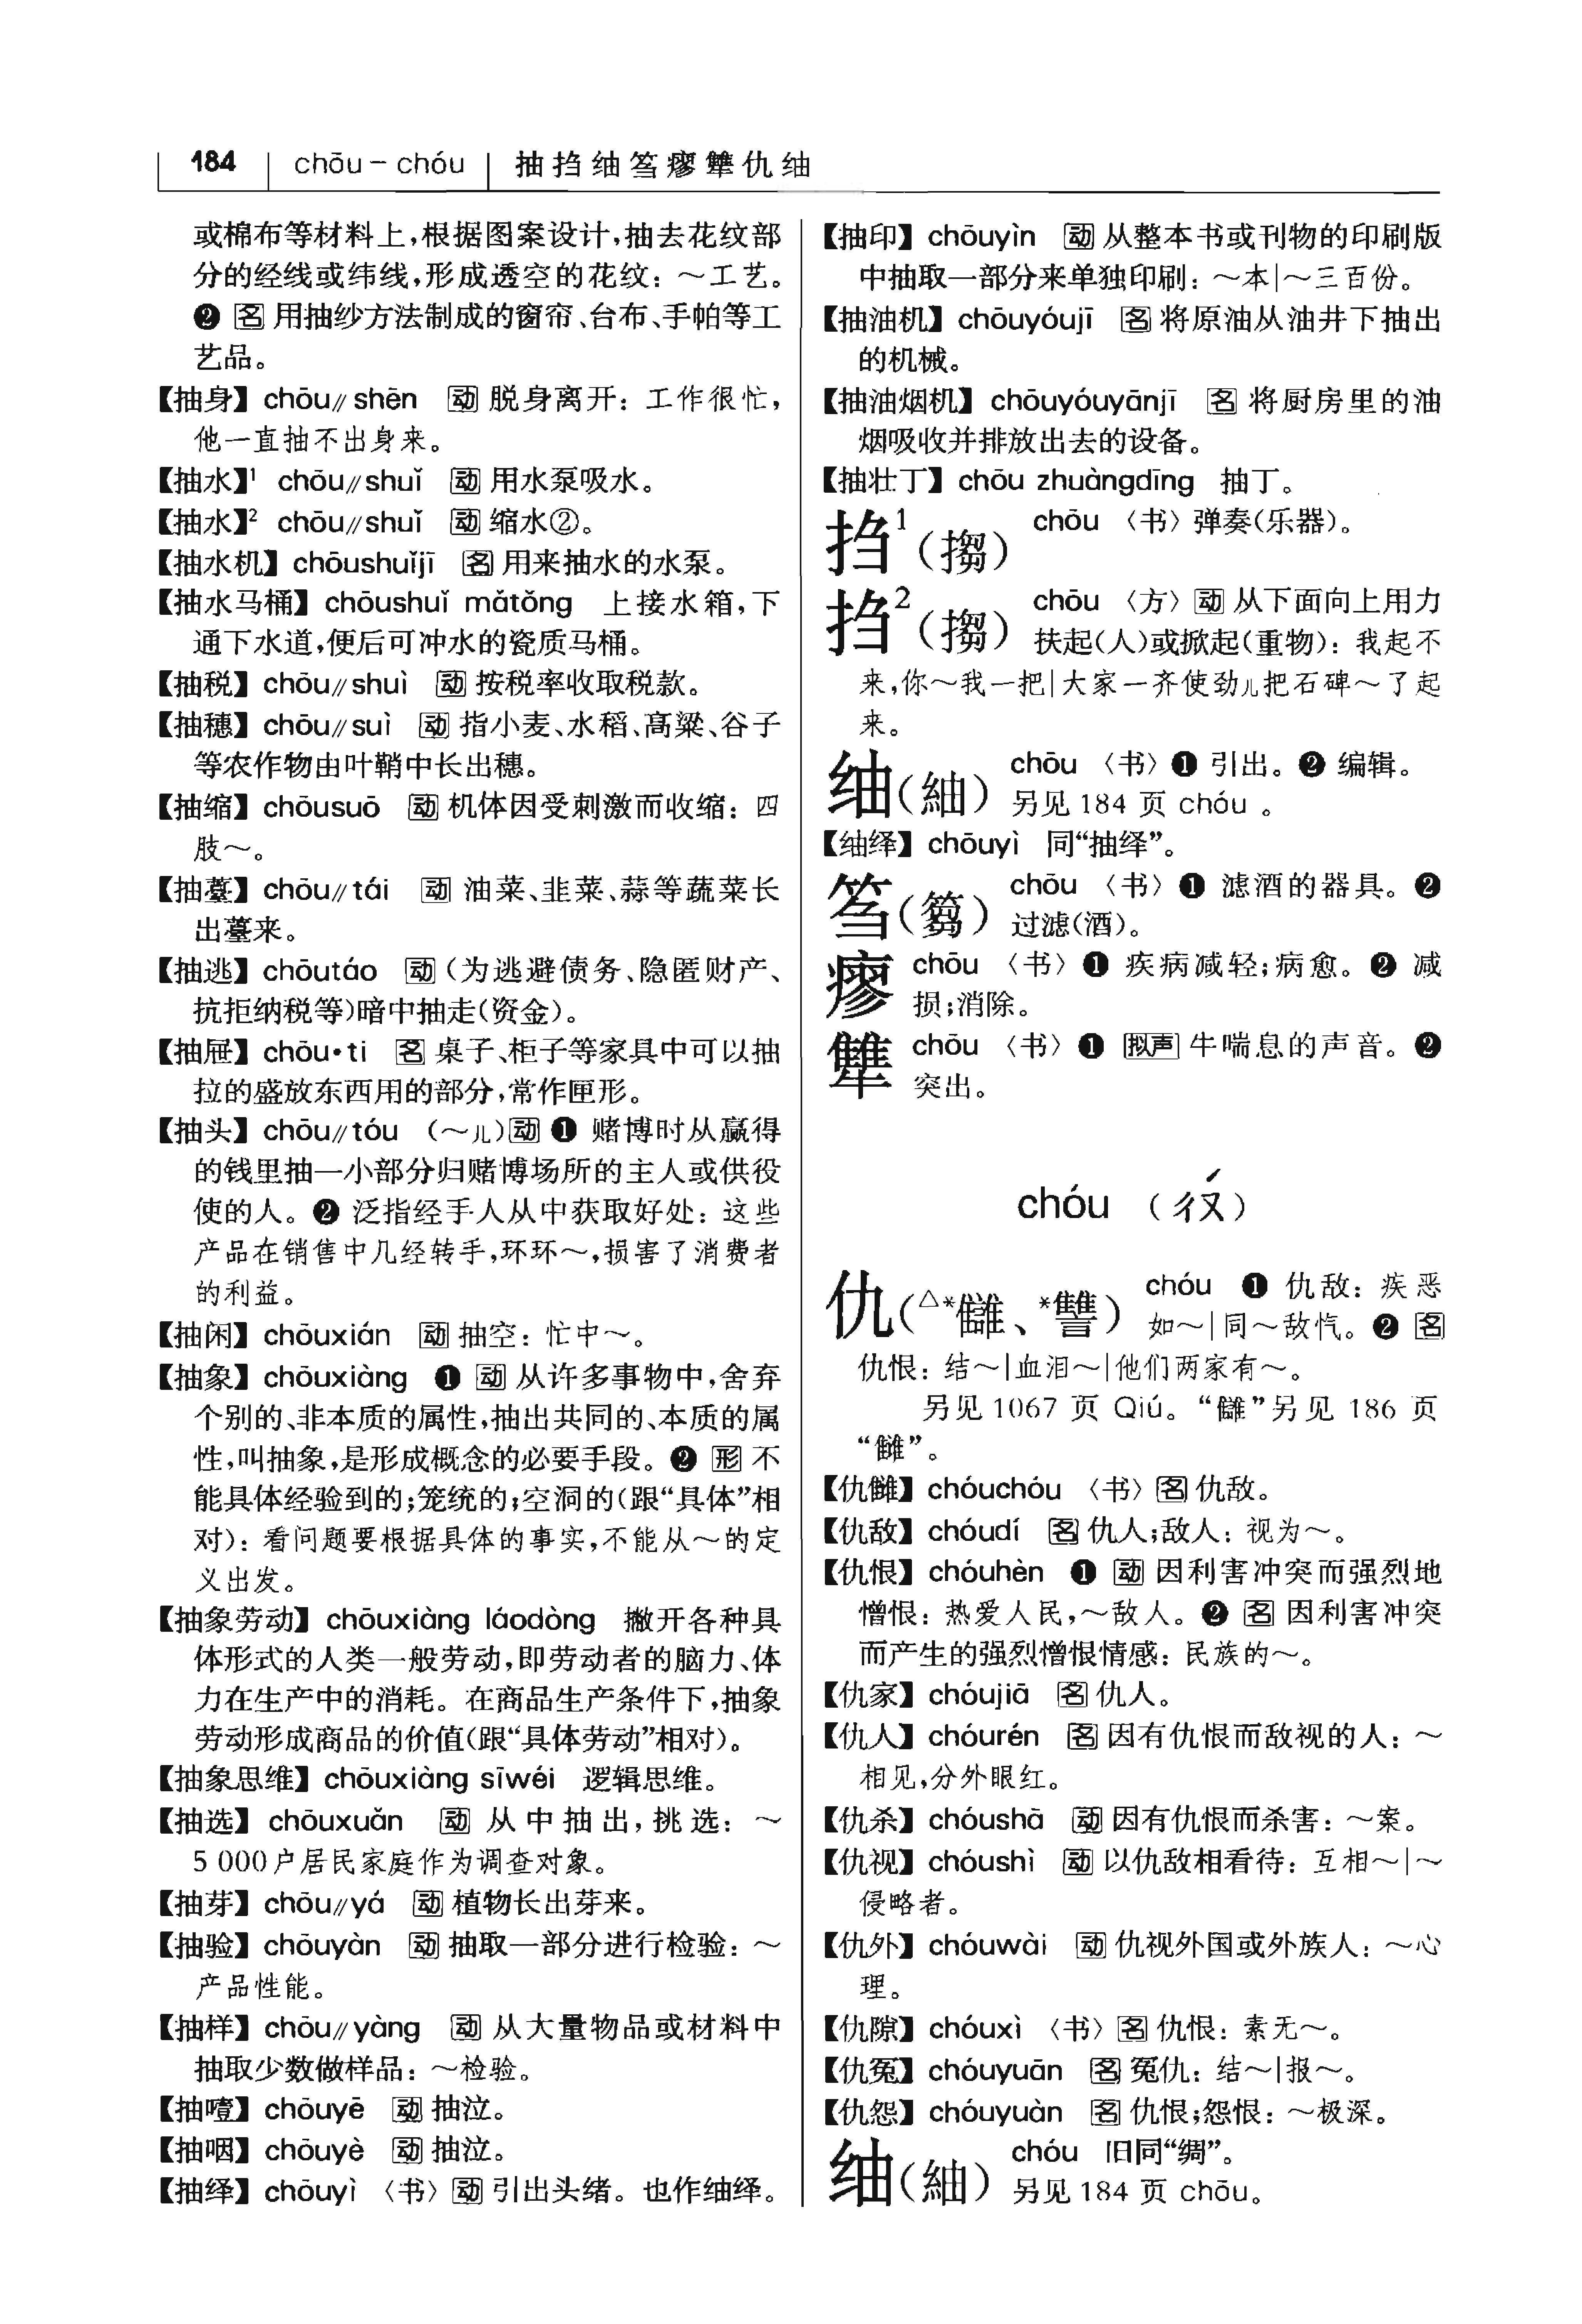 184 chōu－chóu 抽㧔䌷筜瘳犨仇䌷
或棉布等材料上,根据图案设计,抽去花纹部
分的经线或纬线,形成透空的花纹：～工艺。
❷ 名 用抽纱方法制成的窗帘、台布、手帕等工
艺品。
【抽身】 chōu∥shēn 动 脱身离开：工作很忙,
他一直抽不出身来。
【抽水】¹ chōu∥shuǐ 动 用水泵吸水。
【抽水】² chōu∥shuǐ 动 缩水②。
【抽水机】 chōushuǐjī 名 用来抽水的水泵。
【抽水马桶】 chōushuǐ mǎtǒng 上接水箱,下
通下水道,便后可冲水的瓷质马桶。
【抽税】 chōu∥shuì 动 按税率收取税款。
【抽穗】 chōu∥suì 动 指小麦、水稻、高粱、谷子
等农作物由叶鞘中长出穗。
【抽缩】 chōusuō 动 机体因受刺激而收缩：四
肢～。
【抽薹】 chōu∥tái 动 油菜、韭菜、蒜等蔬菜长
出薹来。
【抽逃】 chōutáo 动 (为逃避债务、隐匿财产、
抗拒纳税等)暗中抽走(资金)。
【抽屉】 chōu·ti 名 桌子、柜子等家具中可以抽
拉的盛放东西用的部分,常作匣形。
【抽头】 chōu∥tóu (～儿)动 ❶ 赌博时从赢得
的钱里抽一小部分归赌博场所的主人或供役
使的人。❷ 泛指经手人从中获取好处：这些
产品在销售中几经转手,环环～,损害了消费者
的利益。
【抽闲】 chōuxián 动 抽空：忙中～。
【抽象】 chōuxiàng ❶ 动 从许多事物中,舍弃
个别的、非本质的属性,抽出共同的、本质的属
性,叫抽象,是形成概念的必要手段。❷ 形 不
能具体经验到的;笼统的;空洞的(跟“具体”相
对)：看问题要根据具体的事实,不能从～的定
义出发。
【抽象劳动】 chōuxiàng láodòng 撇开各种具
体形式的人类一般劳动,即劳动者的脑力、体
力在生产中的消耗。在商品生产条件下,抽象
劳动形成商品的价值(跟“具体劳动”相对)。
【抽象思维】 chōuxiàng sīwéi 逻辑思维。
【抽选】 chōuxuǎn 动 从中抽出,挑选：～
5 000户居民家庭作为调查对象。
【抽芽】 chōu∥yá 动 植物长出芽来。
【抽验】 chōuyàn 动 抽取一部分进行检验：～
产品性能。
【抽样】 chōu∥yàng 动 从大量物品或材料中
抽取少数做样品：～检验。
【抽噎】 chōuyē 动 抽泣。
【抽咽】 chōuyè 动 抽泣。
【抽绎】 chōuyì 〈书〉动 引出头绪。也作䌷绎。
【抽印】 chōuyìn 动 从整本书或刊物的印刷版
中抽取一部分来单独印刷：～本|～三百份。
【抽油机】 chōuyóujī 名 将原油从油井下抽出
的机械。
【抽油烟机】 chōuyóuyānjī 名 将厨房里的油
烟吸收并排放出去的设备。
【抽壮丁】 chōu zhuàngdīng 抽丁。
㧔¹(搊) chōu 〈书〉弹奏(乐器)。
㧔²(搊) chōu 〈方〉动 从下面向上用力
扶起(人)或掀起(重物)：我起不
来,你～我一把|大家一齐使劲儿把石碑～了起
来。
䌷(紬) chōu 〈书〉❶ 引出。❷ 编辑。
另见 184 页 chóu 。
【䌷绎】 chōuyì 同“抽绎”。
(篘) chōu 〈书〉❶ 滤酒的器具。❷
过滤(酒)。
瘳 chōu 〈书〉❶ 疾病减轻;病愈。❷ 减
损;消除。
犨 chōu 〈书〉❶ 拟声 牛喘息的声音。❷
突出。
chóu (ㄔㄡˊ)
仇(△*讎、*讐) chóu ❶ 仇敌：疾恶
如～|同～敌忾。❷ 名
仇恨：结～|血泪～|他们两家有～。
另见 1067 页 Qiú。“雠”另见 186 页
“雠”。
【仇雠】 chóuchóu 〈书〉名 仇敌。
【仇敌】 chóudí 名 仇人;敌人：视为～。
【仇恨】 chóuhèn ❶ 动 因利害冲突而强烈地
憎恨：热爱人民,～敌人。❷ 名 因利害冲突
而产生的强烈憎恨情感：民族的～。
【仇家】 chóujiā 名 仇人。
【仇人】 chóurén 名 因有仇恨而敌视的人：～
相见,分外眼红。
【仇杀】 chóushā 动 因有仇恨而杀害：～案。
【仇视】 chóushì 动 以仇敌相看待：互相～|～
侵略者。
【仇外】 chóuwài 动 仇视外国或外族人：～心
理。
【仇隙】 chóuxì 〈书〉名 仇恨：素无～。
【仇冤】 chóuyuān 名 冤仇：结～|报～。
【仇怨】 chóuyuàn 名 仇恨;怨恨：～极深。
䌷(紬) chóu 旧同“绸”。
另见 184 页 chōu。